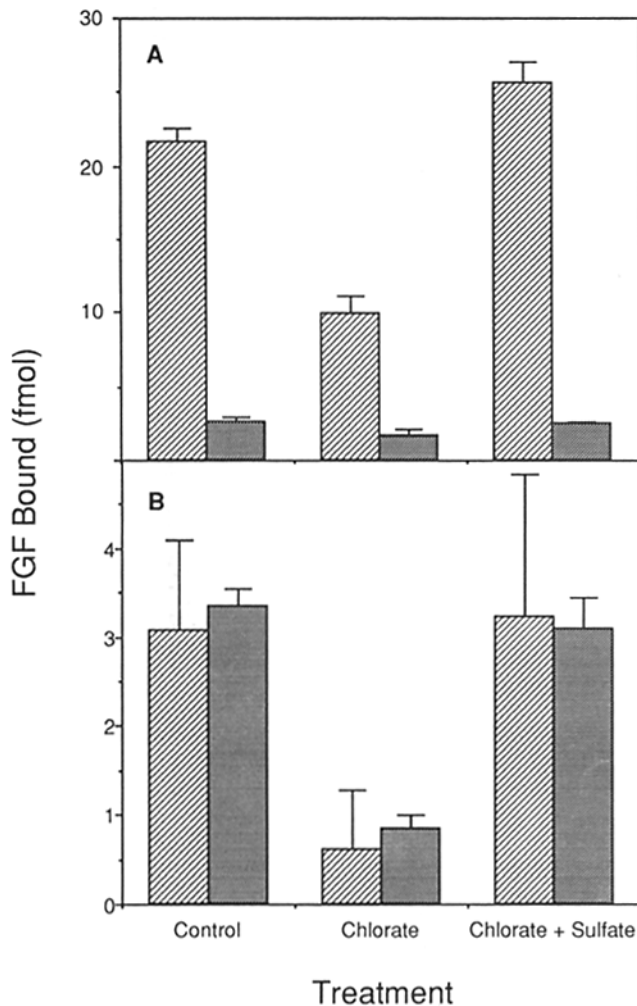 30
A
20
10
FGF Bound (fmol)
B
4
3
2
1
0
Control Chlorate Chlorate + Sulfate
Treatment